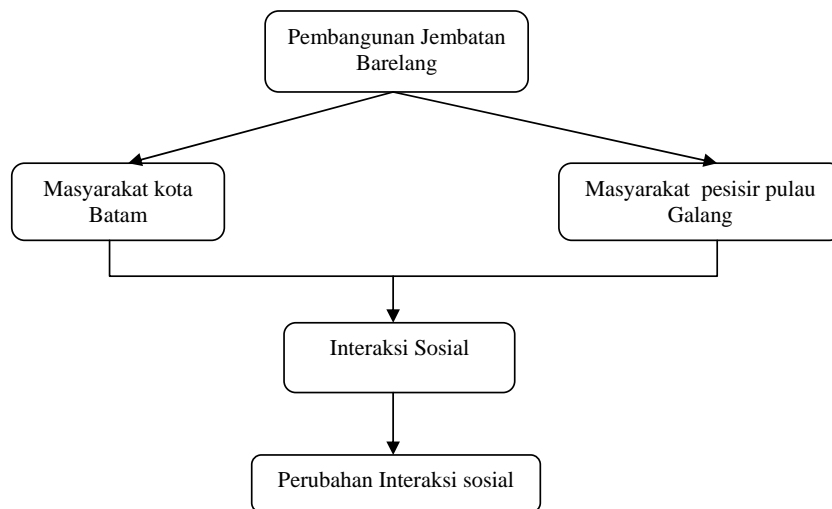 Pembangunan Jembatan
Barelang
Masyarakat kota
Batam
Masyarakat pesisir pulau
Galang
Interaksi Sosial
Perubahan Interaksi sosial